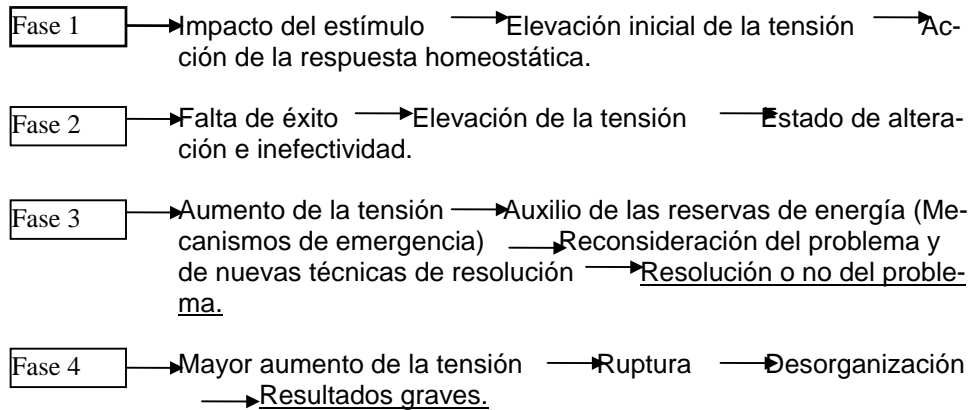 Fase 1 Impacto del estímulo Elevación inicial de la tensión Ac-
ción de la respuesta homeostática.
Fase 2 Falta de éxito Elevación de la tensión Estado de altera-
ción e inefectividad.
Fase 3 Aumento de la tensión Auxilio de las reservas de energía (Me-
canismos de emergencia) Reconsideración del problema y
de nuevas técnicas de resolución Resolución o no del proble-
ma.
Fase 4 Mayor aumento de la tensión Ruptura Desorganización
Resultados graves.